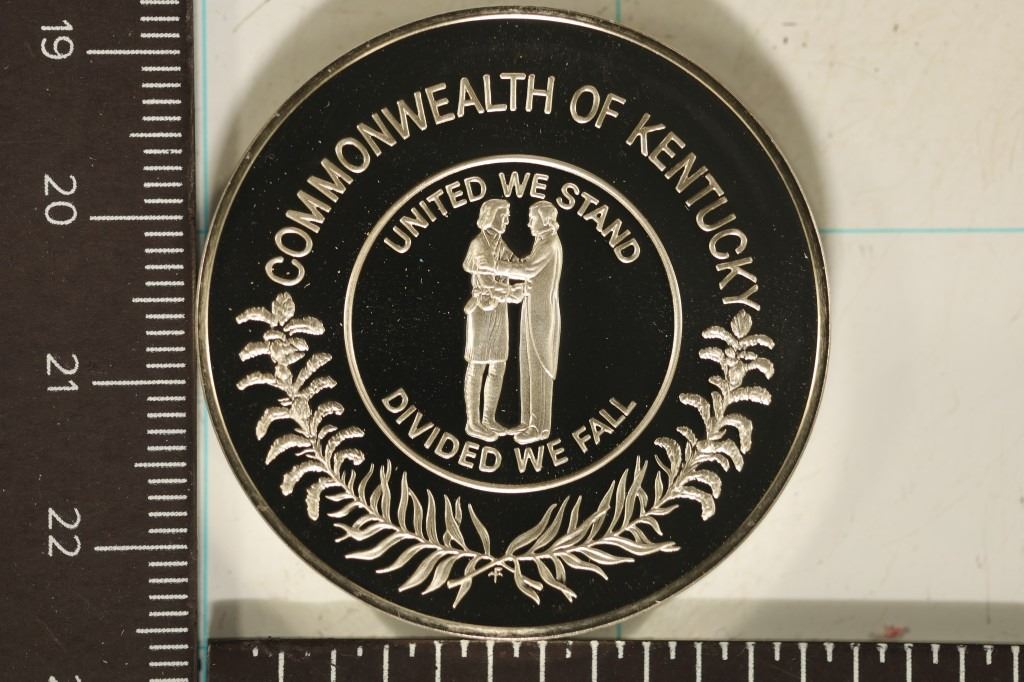 COMMONWEALTH OF KENTUCKY
UNITED WE STAND
DIVIDED WE FALL
19
20
21
22